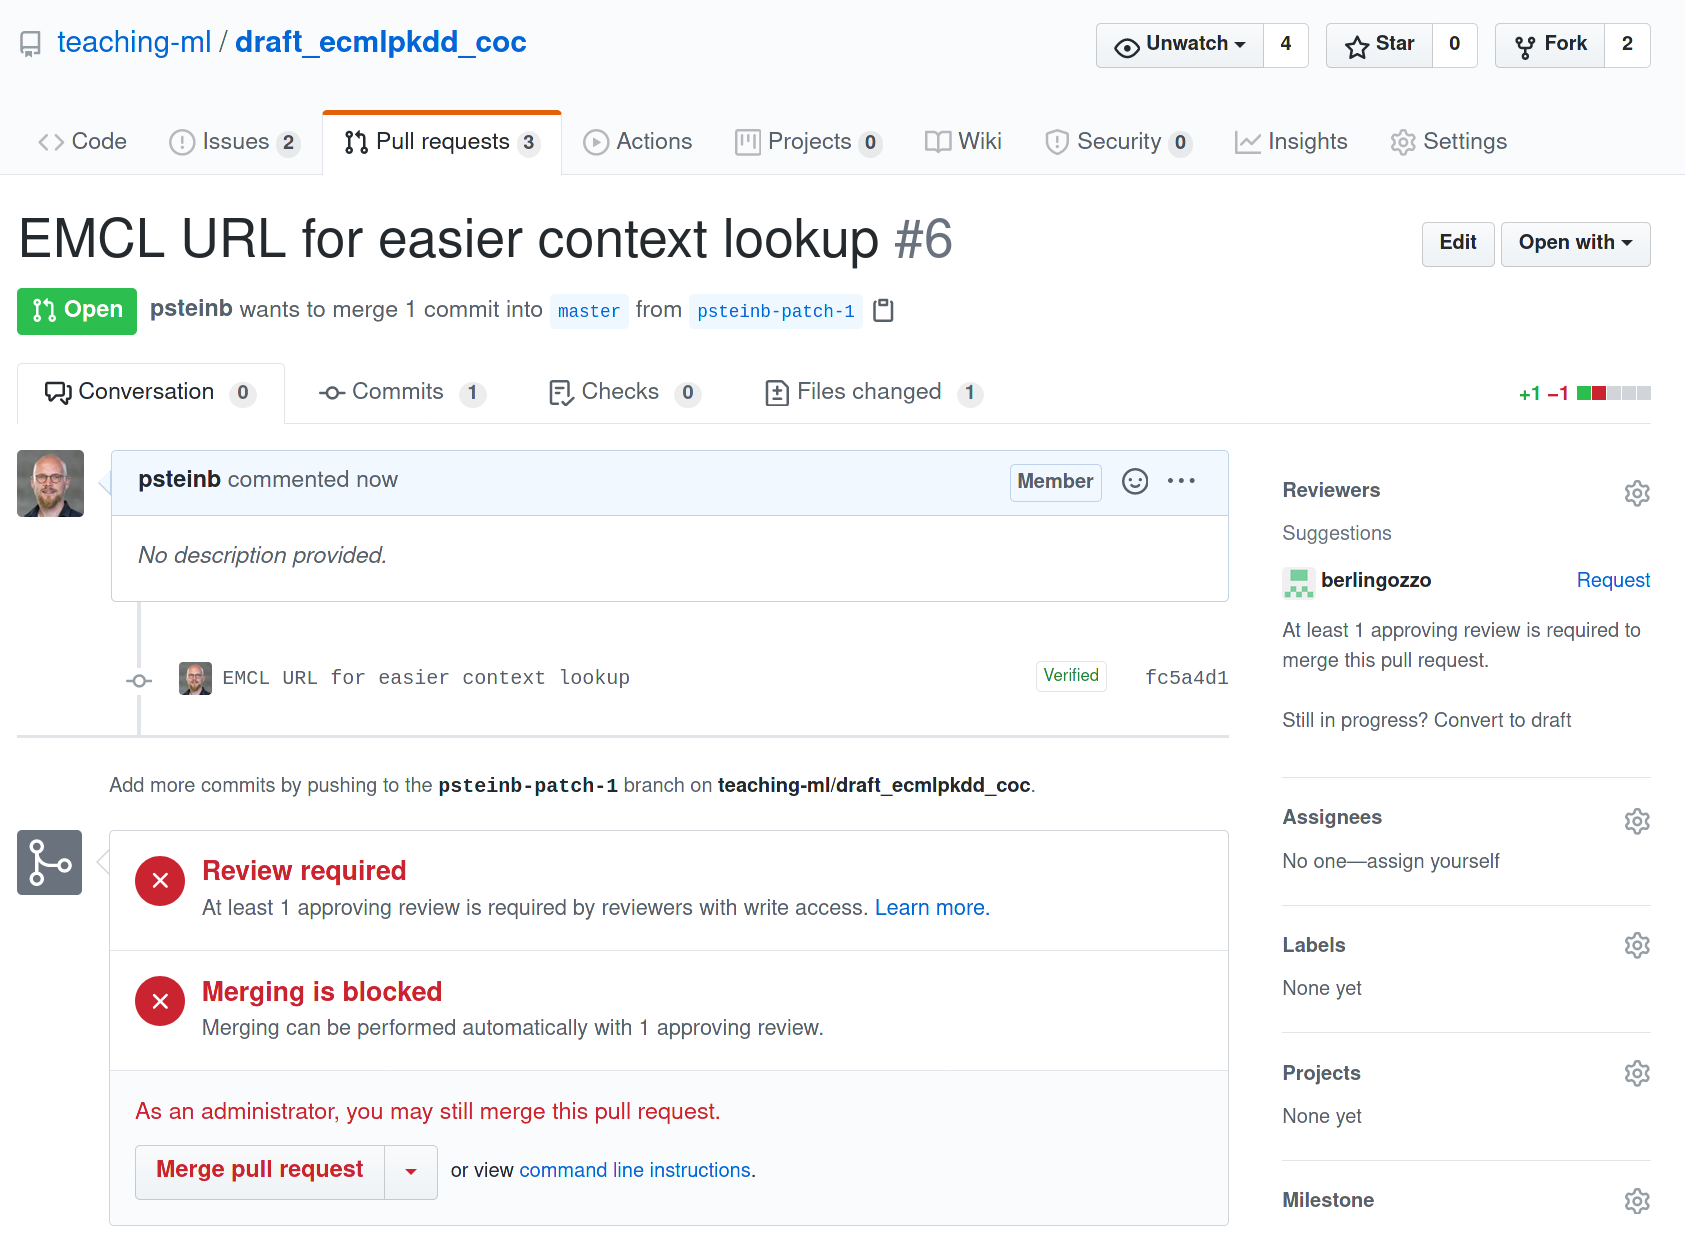 teaching-ml / draft_ecmlpkdd_coc
Unwatch 4 Star 0 Fork 2
Code Issues 2 Pull requests 3 Actions Projects 0 Wiki Security 0 Insights Settings
EMCL URL for easier context lookup #6
Edit Open with
Open psteinb wants to merge 1 commit into master from psteinb-patch-1
Conversation 0 Commits 1 Checks 0 Files changed 1
+1 −1
psteinb commented now
Member
No description provided.
EMCL URL for easier context lookup Verified fc5a4d1
Add more commits by pushing to the psteinb-patch-1 branch on teaching-ml/draft_ecmlpkdd_coc.
Review required
At least 1 approving review is required by reviewers with write access. Learn more.
Merging is blocked
Merging can be performed automatically with 1 approving review.
As an administrator, you may still merge this pull request.
Merge pull request or view command line instructions.
Reviewers
Suggestions
berlingozzo Request
At least 1 approving review is required to
merge this pull request.
Still in progress? Convert to draft
Assignees
No one—assign yourself
Labels
None yet
Projects
None yet
Milestone